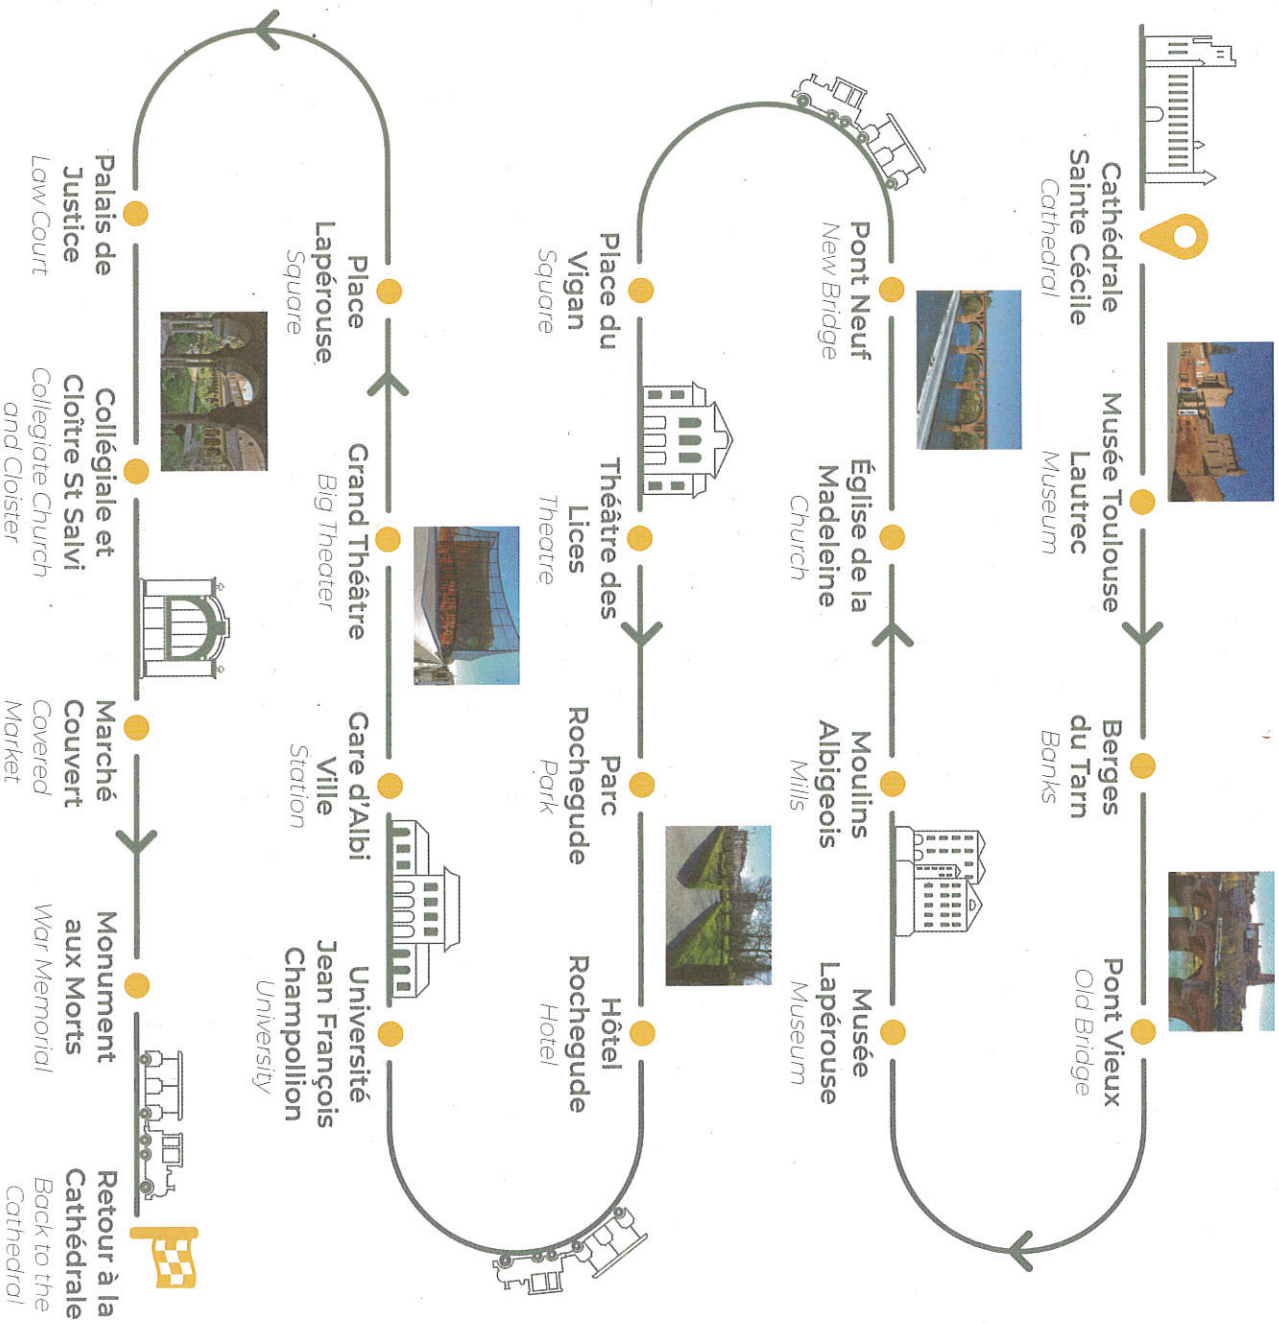 Cathédrale
Sainte Cécile
Cathedral
Musée Toulouse
Lautrec
Museum
Berges
du Tarn
Banks
Pont Vieux
Old Bridge
Musée
Lapérouse
Museum
Moulins
Albigeois
Mills
Église de la
Madeleine
Church
Pont Neuf
New Bridge
Place du
Vigan
Square
Théâtre des
Lices
Theatre
Parc
Rochegude
Park
Hôtel
Rochegude
Hotel
Université
Jean François
Champollion
University
Gare d'Albi
Ville
Station
Grand Théâtre
Big Theater
Place
Lapérouse
Square
Palais de
Justice
Law Court
Collégiale et
Cloître St Salvi
Collegiate Church
and Cloister
Marché
Couvert
Covered
Market
Monument
aux Morts
War Memorial
Retour à la
Cathédrale
Back to the
Cathedral